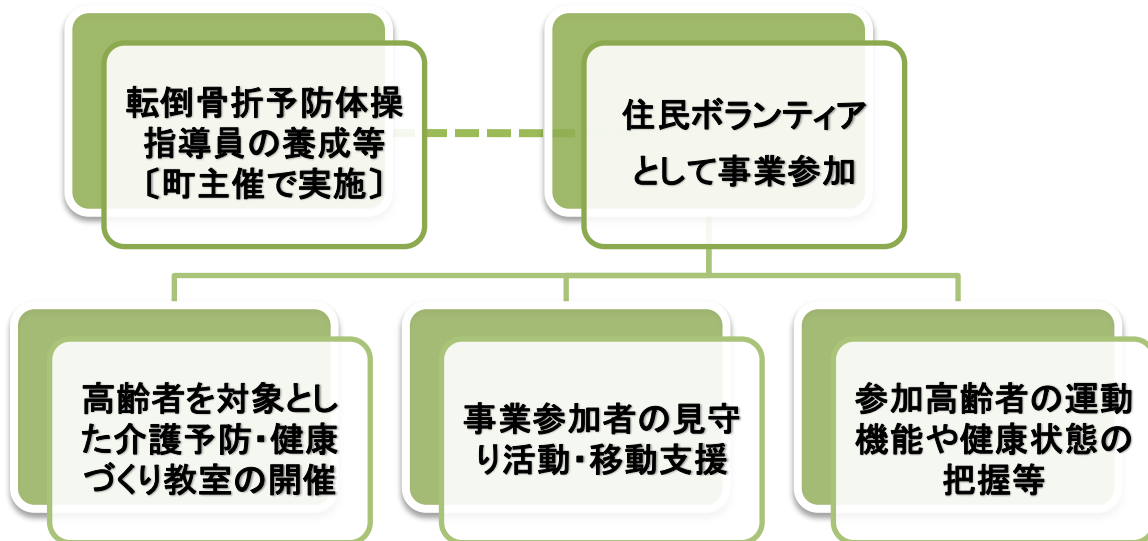 転倒骨折予防体操
指導員の養成等
〔町主催で実施〕
住民ボランティア
として事業参加
高齢者を対象とし
た介護予防・健康
づくり教室の開催
事業参加者の見守
り活動・移動支援
参加高齢者の運動
機能や健康状態の
把握等